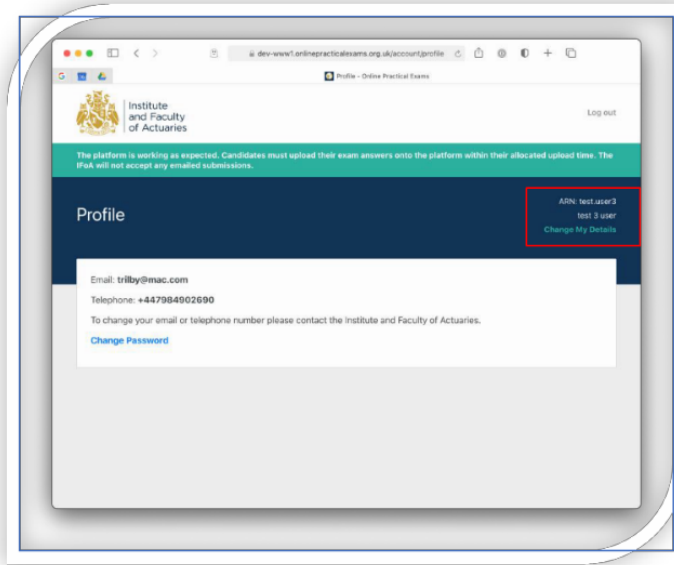 dev-www1.onlinepracticalexams.org.uk/account/profile
Profile – Online Practical Exams
Institute
and Faculty
of Actuaries
Log out
The platform is working as expected. Candidates must upload their exam answers onto the platform within their allocated upload time. The
IFoA will not accept any emailed submissions.
Profile
ARN: test.user3
test 3 user
Change My Details
Email: trilby@mac.com
Telephone: +447984902690
To change your email or telephone number please contact the Institute and Faculty of Actuaries.
Change Password